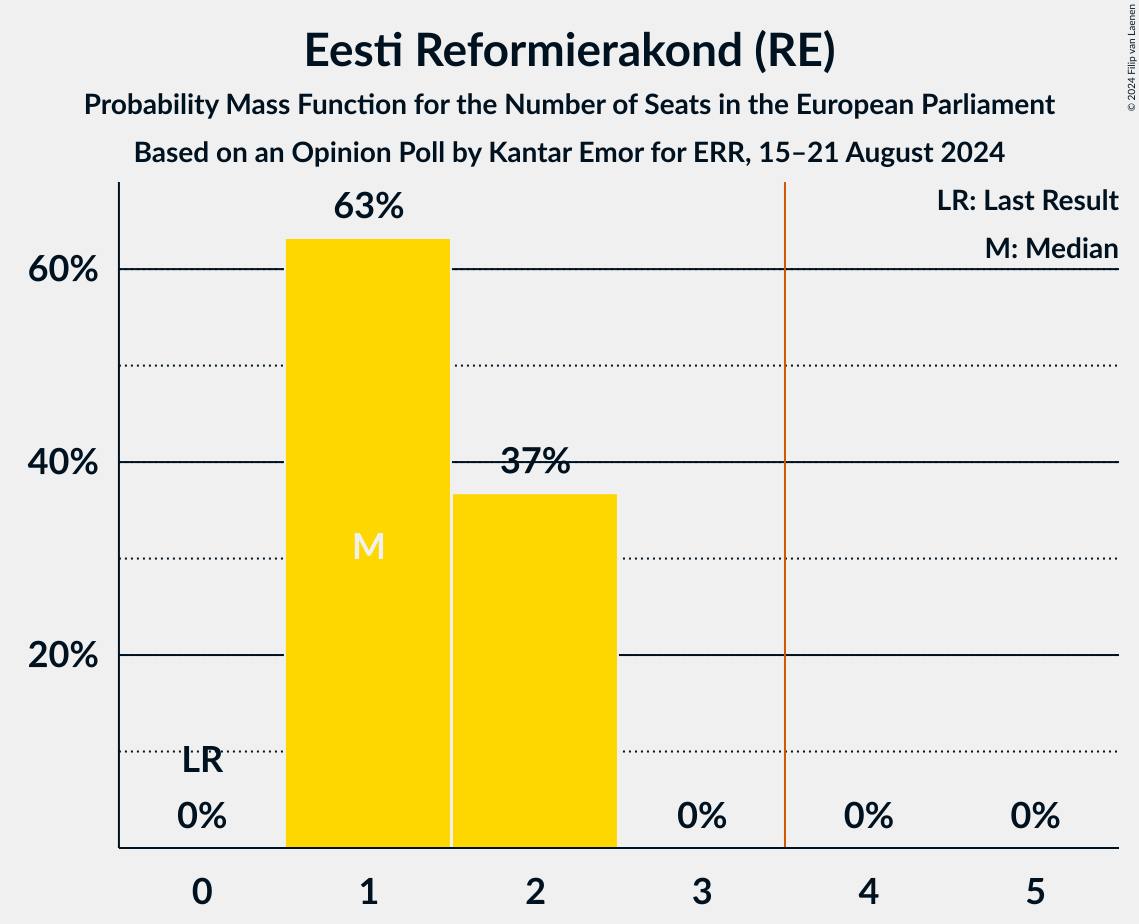 Eesti Reformierakond (RE)
Probability Mass Function for the Number of Seats in the European Parliament
Based on an Opinion Poll by Kantar Emor for ERR, 15–21 August 2024
© 2024 Filip van Laenen
LR: Last Result
M: Median
63%
60%
37%
40%
M
20%
LR
0%
0%
0%
0%
0
1
2
3
4
5